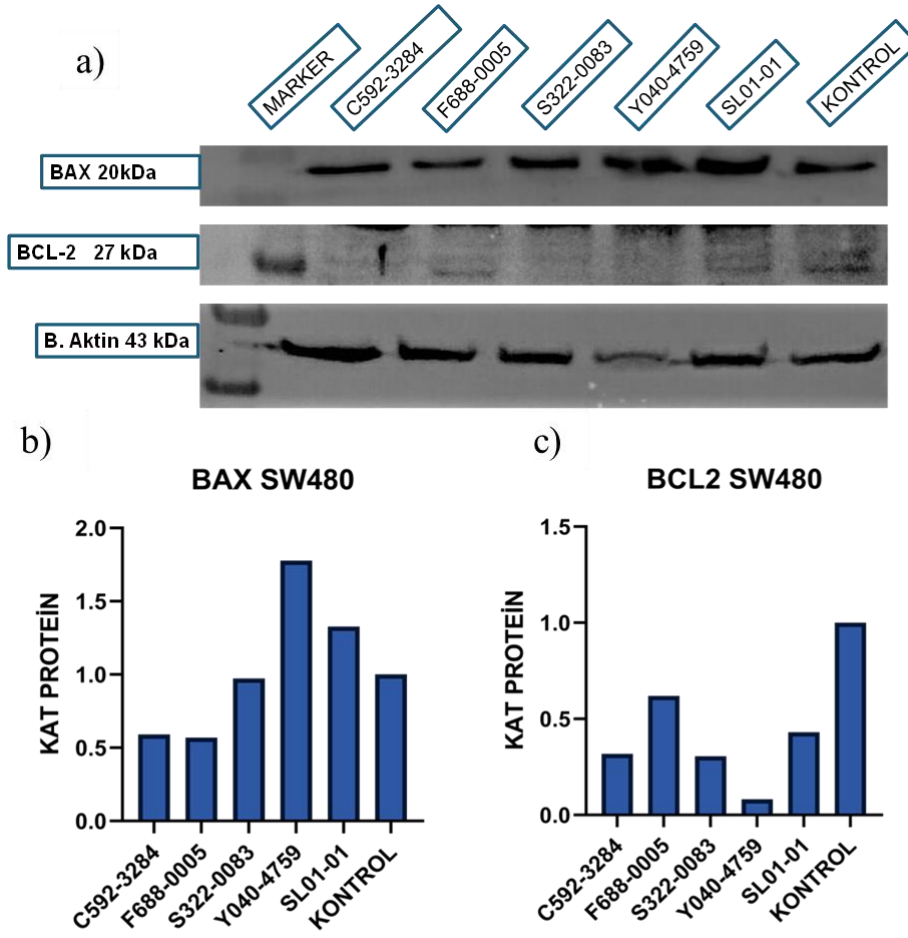 a)
MARKER
C592-3284
F688-0005
S322-0083
Y040-4759
SL01-01
KONTROL
BAX 20kDa
BCL-2 27 kDa
B. Aktin 43 kDa
b)
BAX SW480
KAT PROTEİN
2.0
1.5
1.0
0.5
0.0
C592-3284
F688-0005
S322-0083
Y040-4759
SL01-01
KONTROL
c)
BCL2 SW480
KAT PROTEİN
1.5
1.0
0.5
0.0
C592-3284
F688-0005
S322-0083
Y040-4759
SL01-01
KONTROL